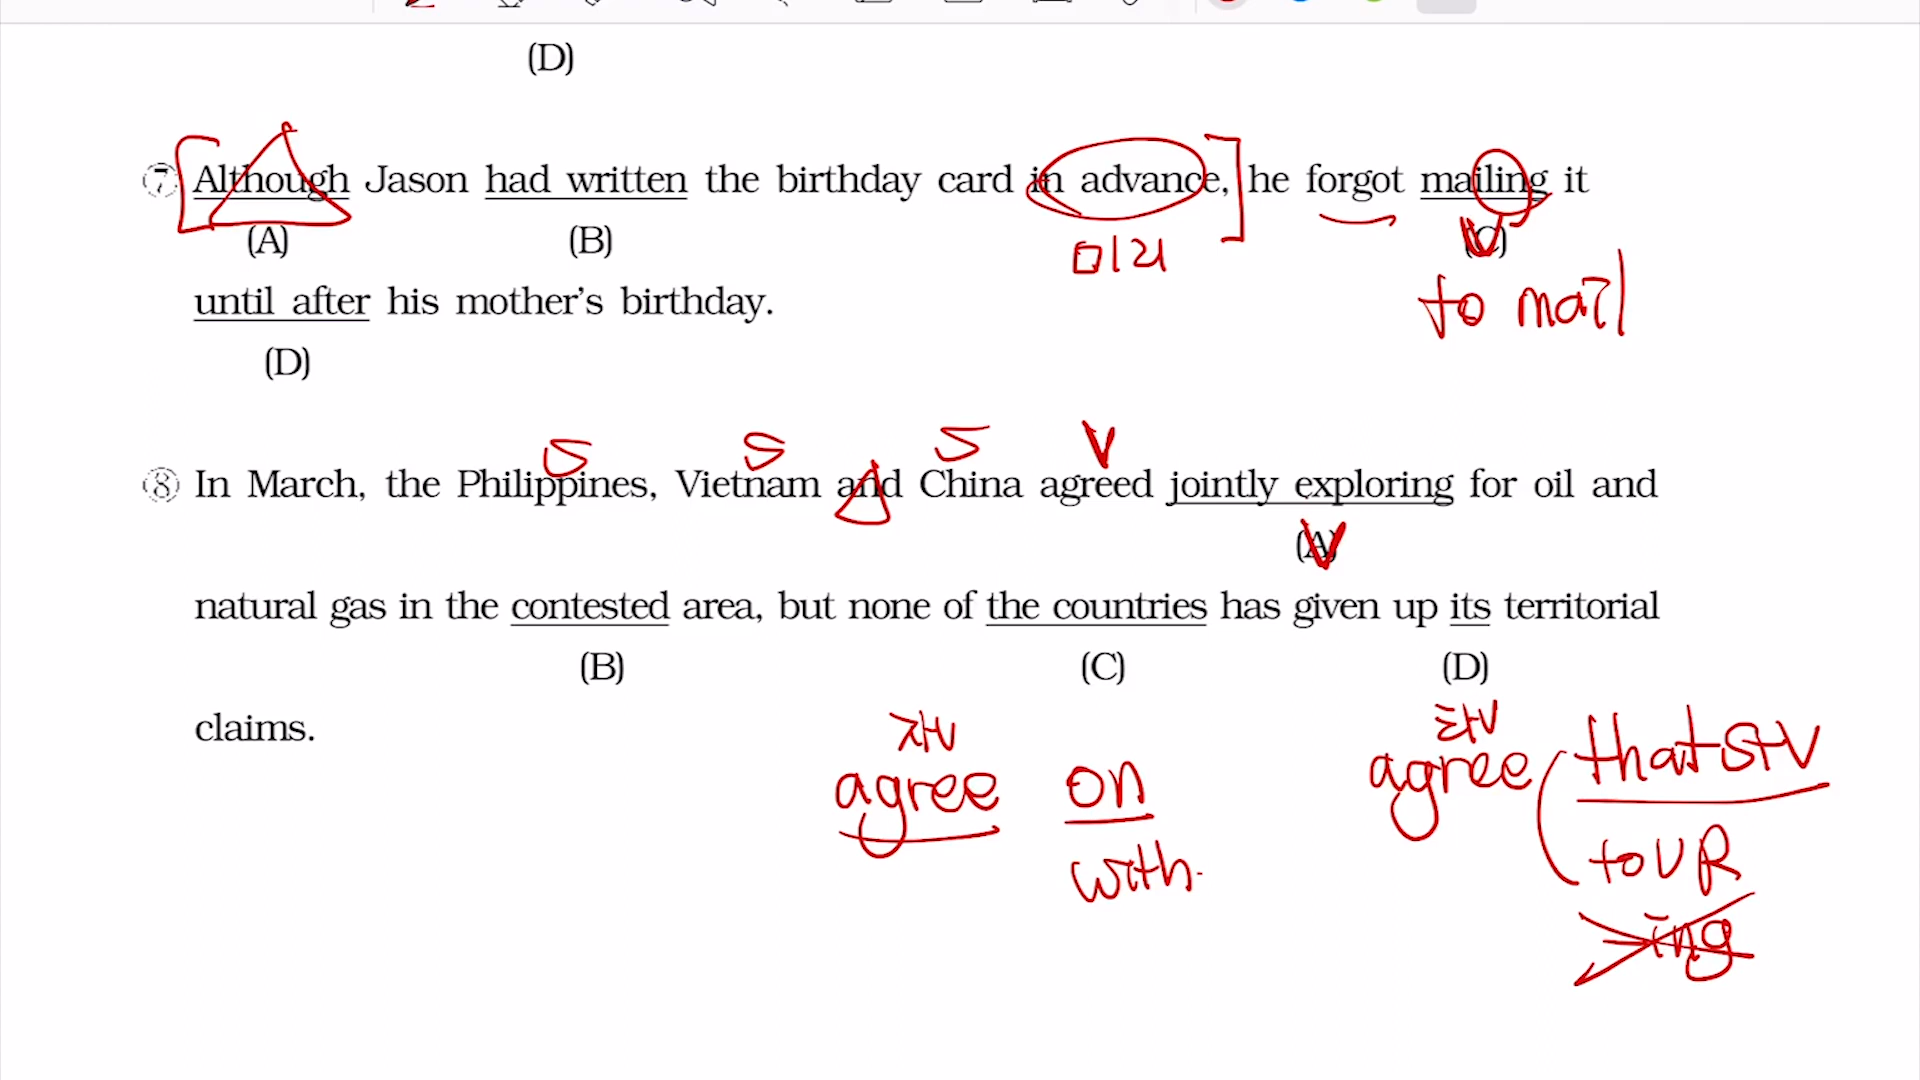 (D)
⑦ Although Jason had written the birthday card in advance, he forgot mailing it
(A) (B) 미리 (C)
until after his mother's birthday. to mail
(D)
S S S V
⑧ In March, the Philippines, Vietnam and China agreed jointly exploring for oil and
(A)
natural gas in the contested area, but none of the countries has given up its territorial
(B) (C) (D)
claims. 자V 타V
agree on agree that S+V
with. to V R
ing